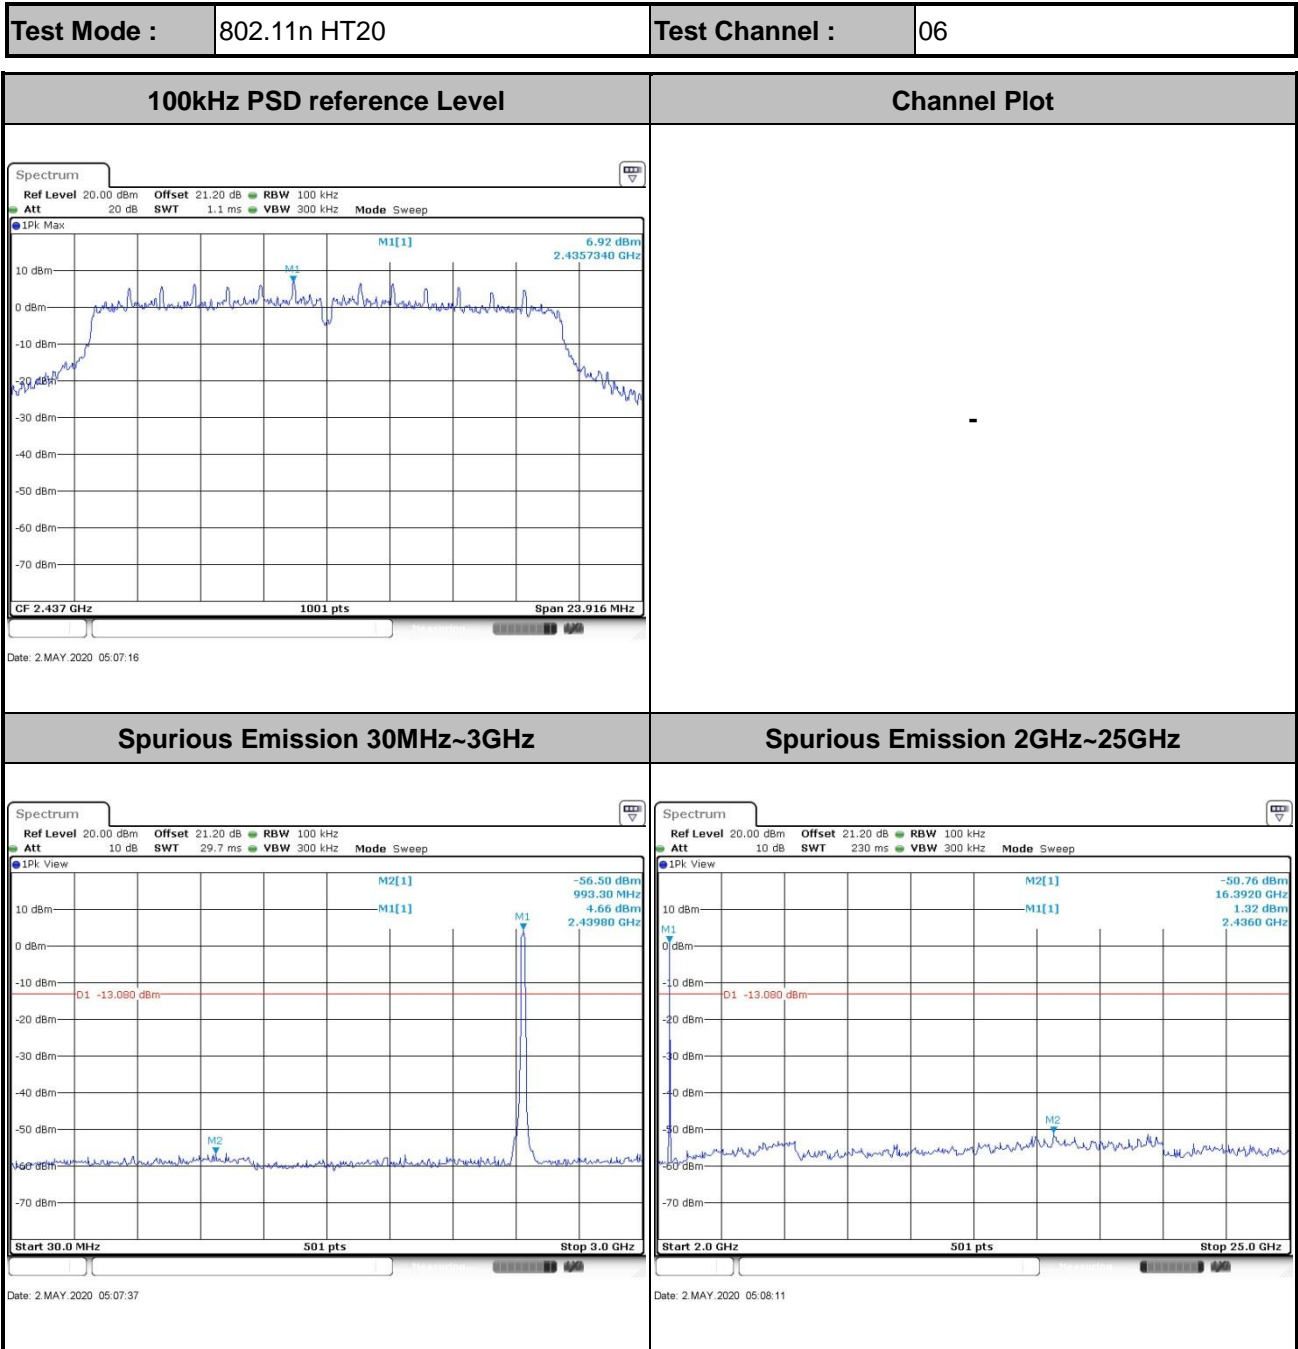 Test Mode : 802.11n HT20 Test Channel : 06
100kHz PSD reference Level
Channel Plot
Spectrum
Ref Level 20.00 dBm Offset 21.20 dB RBW 100 kHz
Att 20 dB SWT 1.1 ms VBW 300 kHz Mode Sweep
1Pk Max
M1[1] 6.92 dBm
2.4357340 GHz
M1
10 dBm
0 dBm
-10 dBm
-20 dBm
-30 dBm
-40 dBm
-50 dBm
-60 dBm
-70 dBm
CF 2.437 GHz 1001 pts Span 23.916 MHz
Measuring
Date: 2.MAY.2020 05:07:16
-
Spurious Emission 30MHz~3GHz
Spurious Emission 2GHz~25GHz
Spectrum
Ref Level 20.00 dBm Offset 21.20 dB RBW 100 kHz
Att 10 dB SWT 29.7 ms VBW 300 kHz Mode Sweep
1Pk View
M2[1] -56.50 dBm
993.30 MHz
M1[1] 4.66 dBm
2.43980 GHz
M1
10 dBm
0 dBm
-10 dBm
D1 -13.080 dBm
-20 dBm
-30 dBm
-40 dBm
-50 dBm
M2
-60 dBm
-70 dBm
Start 30.0 MHz 501 pts Stop 3.0 GHz
Measuring
Date: 2.MAY.2020 05:07:37
Spectrum
Ref Level 20.00 dBm Offset 21.20 dB RBW 100 kHz
Att 10 dB SWT 230 ms VBW 300 kHz Mode Sweep
1Pk View
M2[1] -50.76 dBm
16.3920 GHz
M1[1] 1.32 dBm
2.4360 GHz
10 dBm
M1
0 dBm
-10 dBm
D1 -13.080 dBm
-20 dBm
-30 dBm
-40 dBm
M2
-50 dBm
-60 dBm
-70 dBm
Start 2.0 GHz 501 pts Stop 25.0 GHz
Measuring
Date: 2.MAY.2020 05:08:11